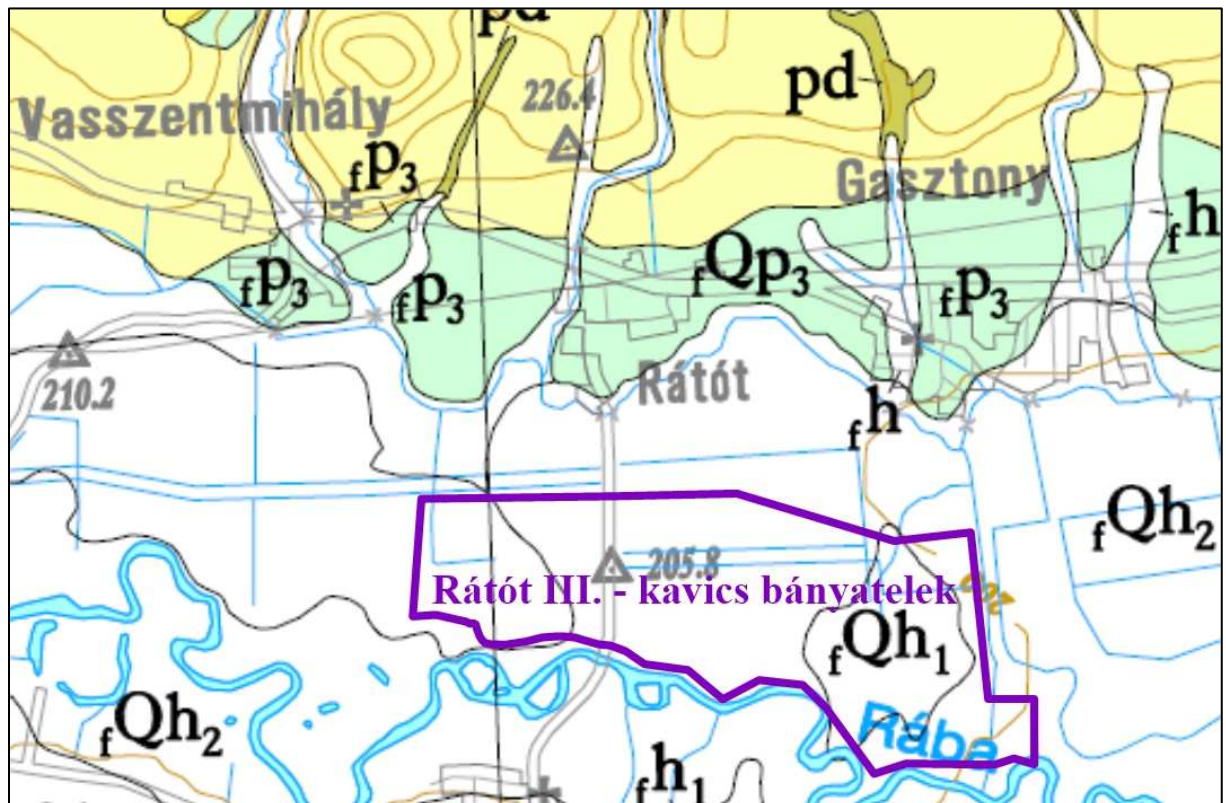 pd
Vasszentmihály
226.4
pd
fp3
Gasztony
fh
fp3
fp3
fQp3
fp3
210.2
Rátót
fh
fQh2
205.8
Rátót III. - kavics bányatelek
200
fQh1
fQh2
Rába
fh1